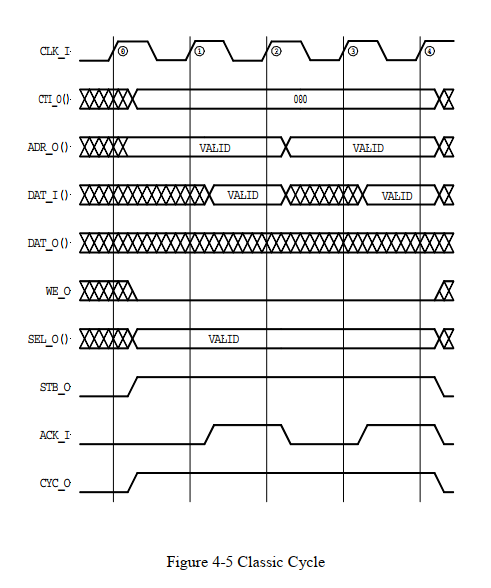 CLK_I
0 1 2 3 4
CTI_O()
000
ADR_O()
VALID VALID
DAT_I()
VALID VALID
DAT_O()
WE_O
SEL_O()
VALID
STB_O
ACK_I
CYC_O
Figure 4-5 Classic Cycle